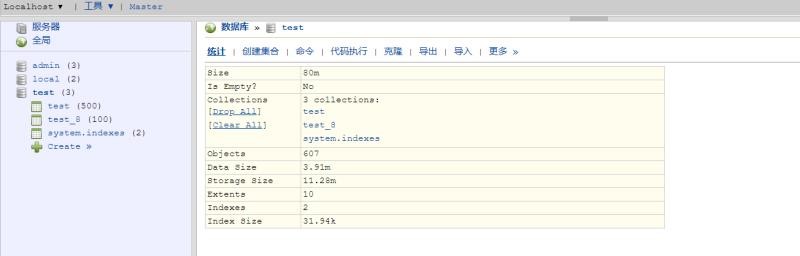 Localhost ▼ | 工具 ▼ | Master
服务器
全局
admin (3)
local (2)
test (3)
test (500)
test_8 (100)
system.indexes (2)
Create »
数据库 » test
统计 | 创建集合 | 命令 | 代码执行 | 克隆 | 导出 | 导入 | 更多 »
Size 80m
Is Empty? No
Collections 3 collections:
[Drop All] test
[Clear All] test_8
system.indexes
Objects 607
Data Size 3.91m
Storage Size 11.28m
Extents 10
Indexes 2
Index Size 31.94k